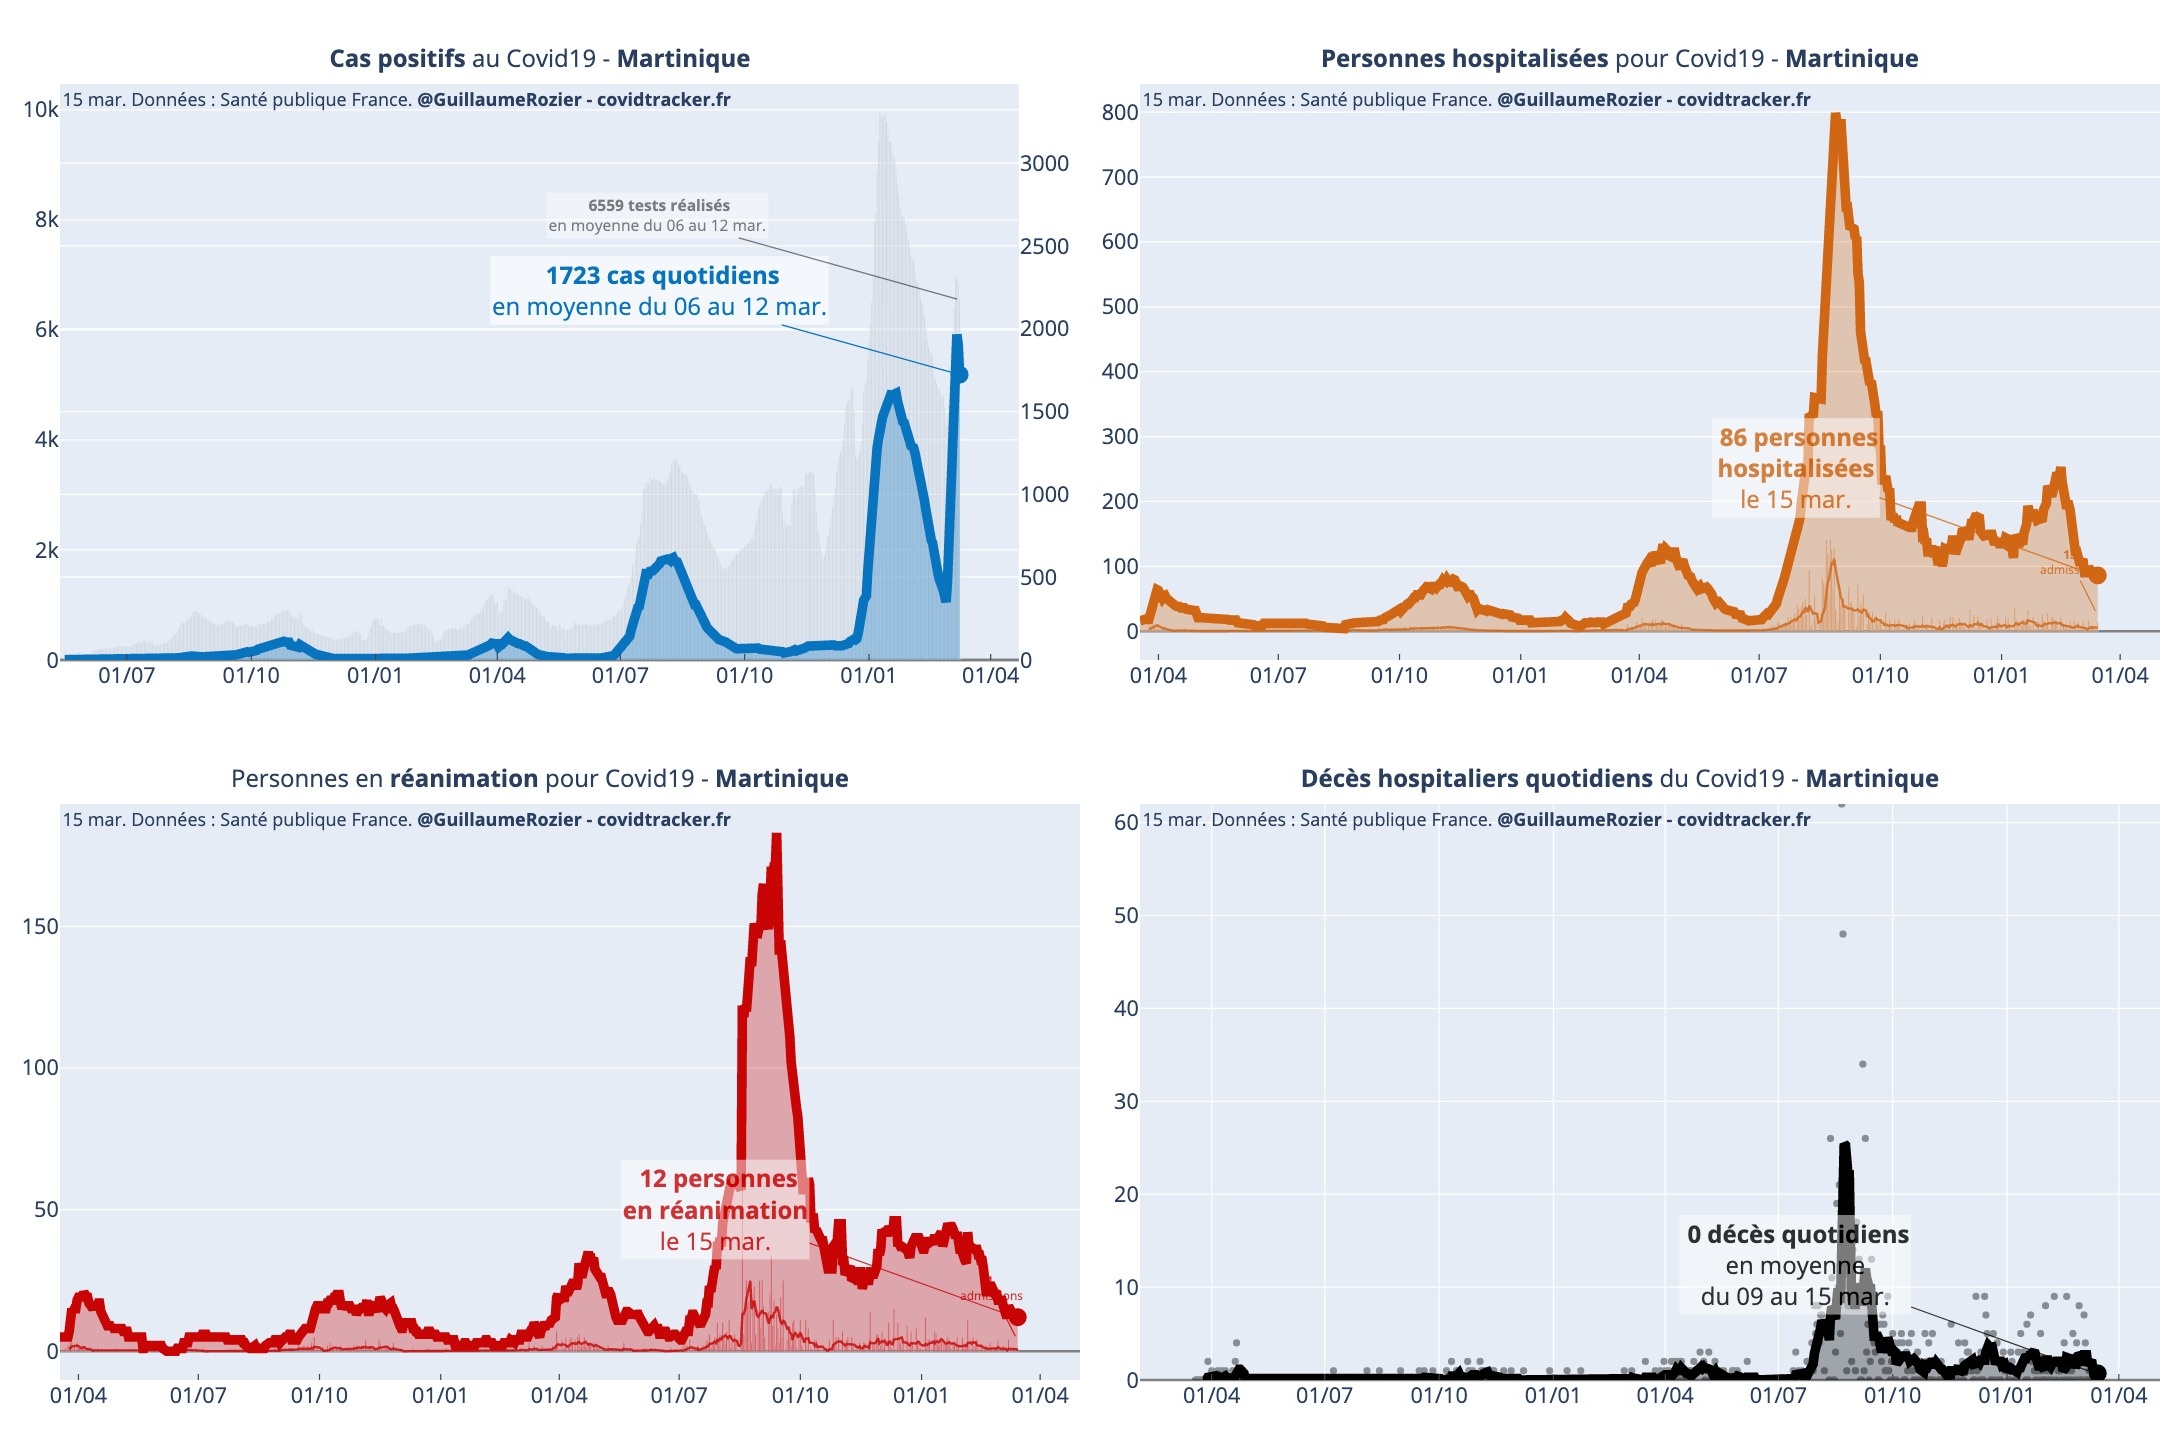 Cas positifs au Covid19 - Martinique
15 mar. Données : Santé publique France. @GuillaumeRozier - covidtracker.fr
10k
8k
6k
4k
2k
0
3000
2500
2000
1500
1000
500
0
6559 tests réalisés
en moyenne du 06 au 12 mar.
1723 cas quotidiens
en moyenne du 06 au 12 mar.
01/07 01/10 01/01 01/04 01/07 01/10 01/01 01/04
Personnes hospitalisées pour Covid19 - Martinique
15 mar. Données : Santé publique France. @GuillaumeRozier - covidtracker.fr
800
700
600
500
400
300
200
100
0
86 personnes
hospitalisées
le 15 mar.
admiss
01/04 01/07 01/10 01/01 01/04 01/07 01/10 01/01 01/04
Personnes en réanimation pour Covid19 - Martinique
15 mar. Données : Santé publique France. @GuillaumeRozier - covidtracker.fr
150
100
50
0
12 personnes
en réanimation
le 15 mar.
admissions
01/04 01/07 01/10 01/01 01/04 01/07 01/10 01/01 01/04
Décès hospitaliers quotidiens du Covid19 - Martinique
15 mar. Données : Santé publique France. @GuillaumeRozier - covidtracker.fr
60
50
40
30
20
10
0
0 décès quotidiens
en moyenne
du 09 au 15 mar.
01/04 01/07 01/10 01/01 01/04 01/07 01/10 01/01 01/04